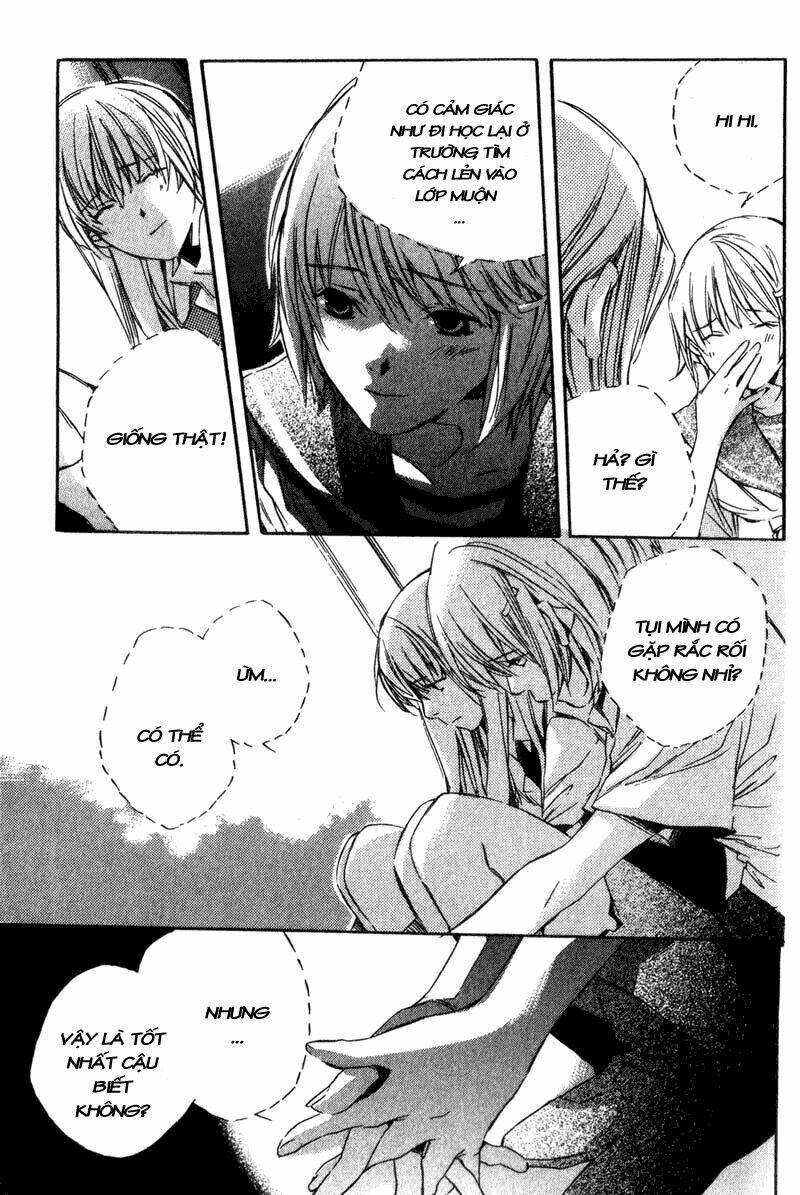 HI HI.
HẢ? GÌ
THẾ?
CÓ CẢM GIÁC
NHƯ ĐI HỌC LẠI Ở
TRƯỜNG, TÌM
CÁCH LẺN VÀO
LỚP MUỘN
...
GIỐNG THẬT!
TỤI MÌNH CÓ
GẶP RẮC RỐI
KHÔNG NHỈ?
ỪM...
CÓ THỂ
CÓ.
NHƯNG
...
VẬY LÀ TỐT
NHẤT CẬU
BIẾT
KHÔNG?